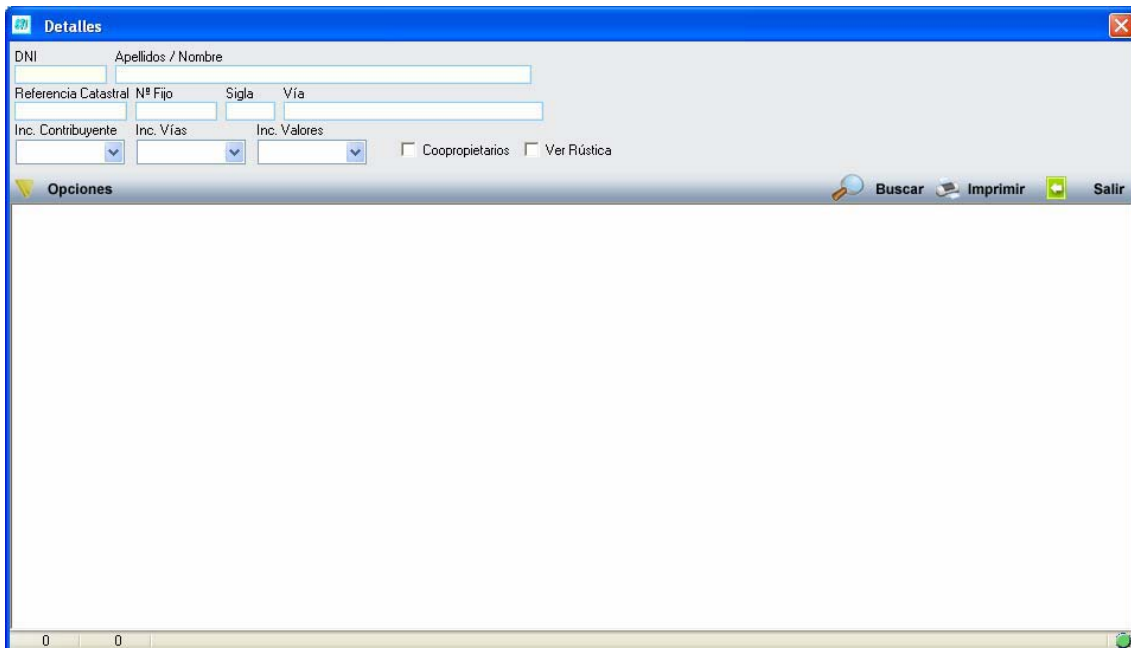 Detalles
DNI Apellidos / Nombre
Referencia Catastral Nº Fijo Sigla Vía
Inc. Contribuyente Inc. Vías Inc. Valores
Coopropietarios Ver Rústica
Opciones Buscar Imprimir Salir
0 0